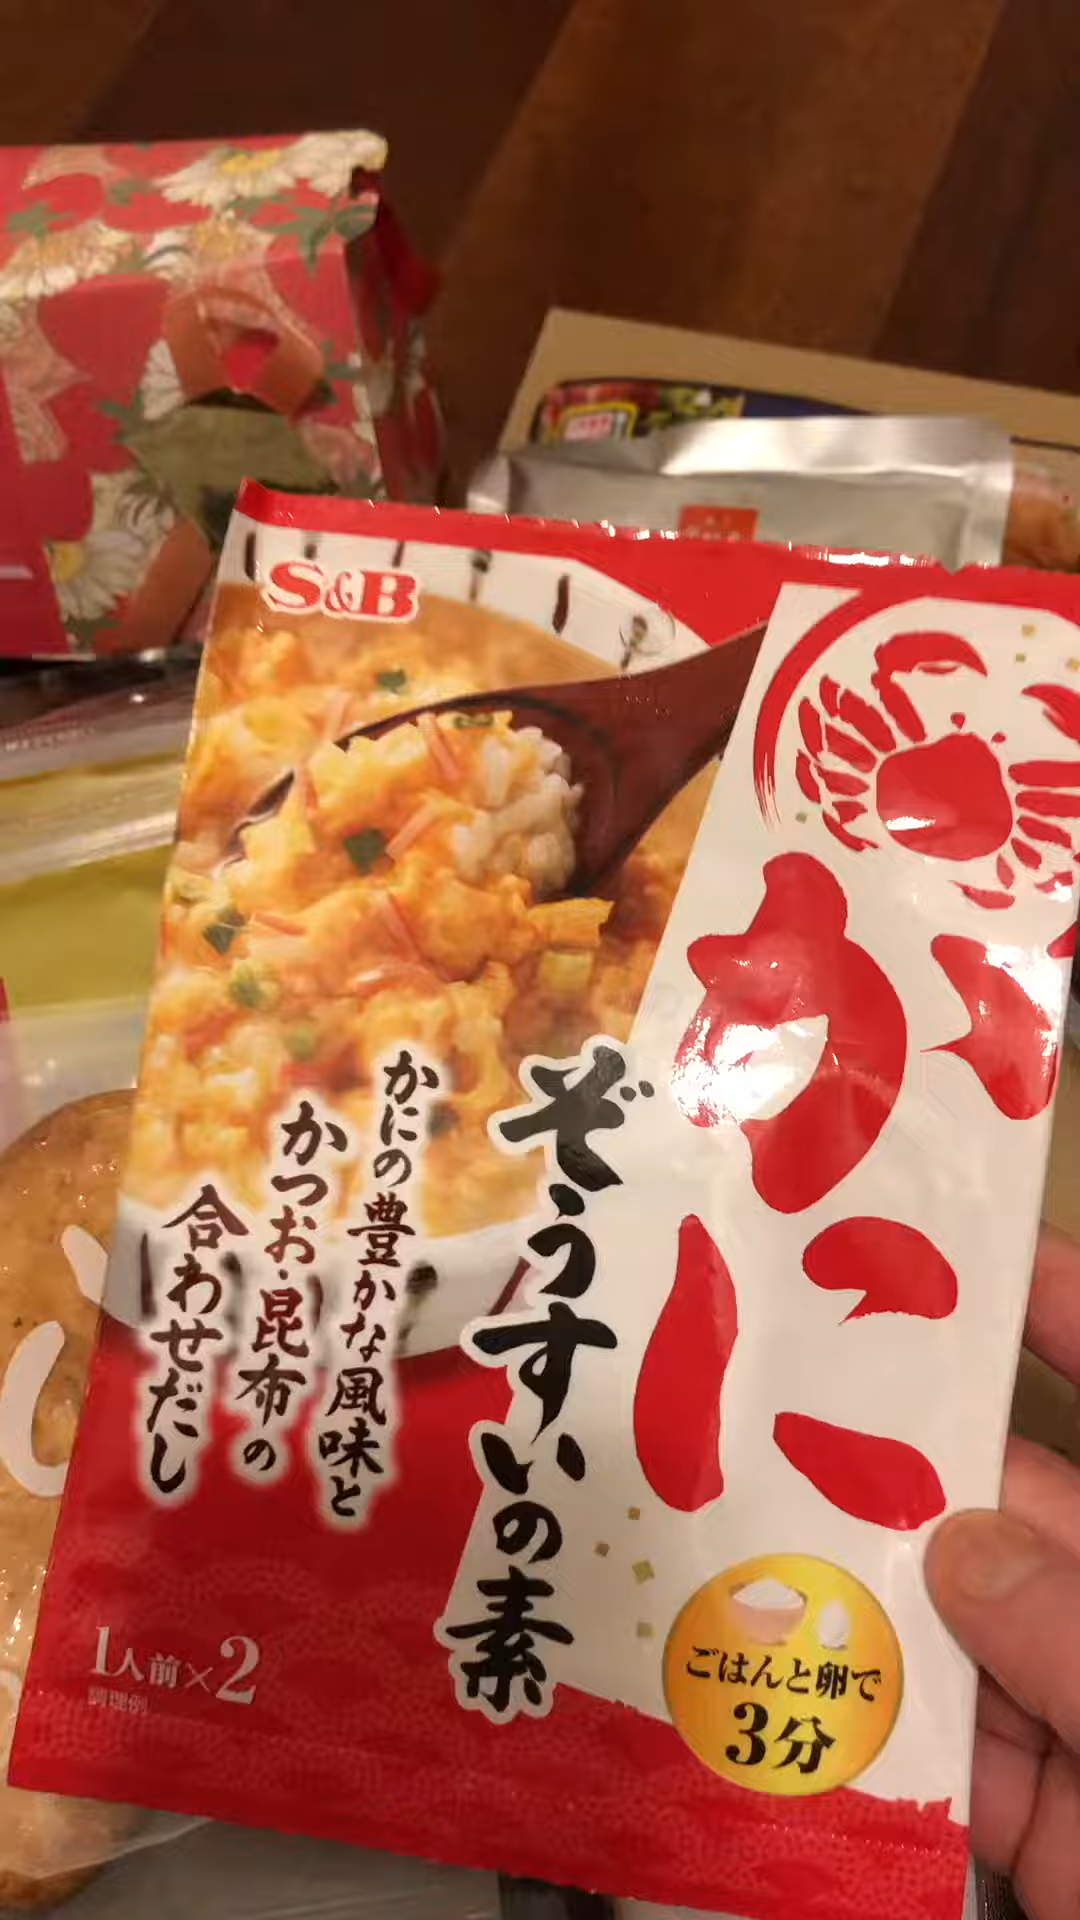 S&B
かに
ぞうすいの素
かにの豊かな風味と
かつお・昆布の
合わせだし
ごはんと卵で
3分
1人前×2
調理例